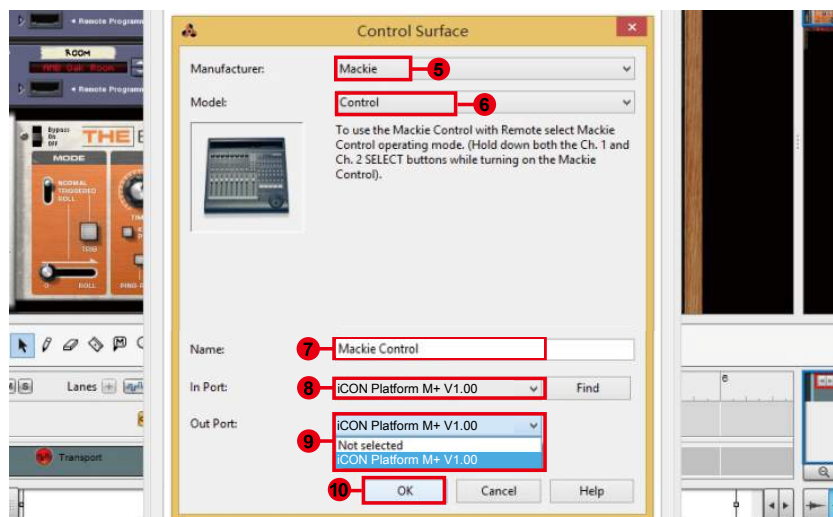 Remote Programm
ROOM
Remote Programm
Bypass
On
Off
THE E
MODE
NORMAL
TRIGGERED
ROLL
TRIG
0 ROLL
Lanes
Transport
Control Surface
Manufacturer:
Mackie
5
Model:
Control
6
To use the Mackie Control with Remote select Mackie
Control operating mode. (Hold down both the Ch. 1 and
Ch. 2 SELECT buttons while turning on the Mackie
Control).
Name:
7
Mackie Control
In Port:
8
iCON Platform M+ V1.00
Find
Out Port:
iCON Platform M+ V1.00
9
Not selected
iCON Platform M+ V1.00
10
OK
Cancel
Help